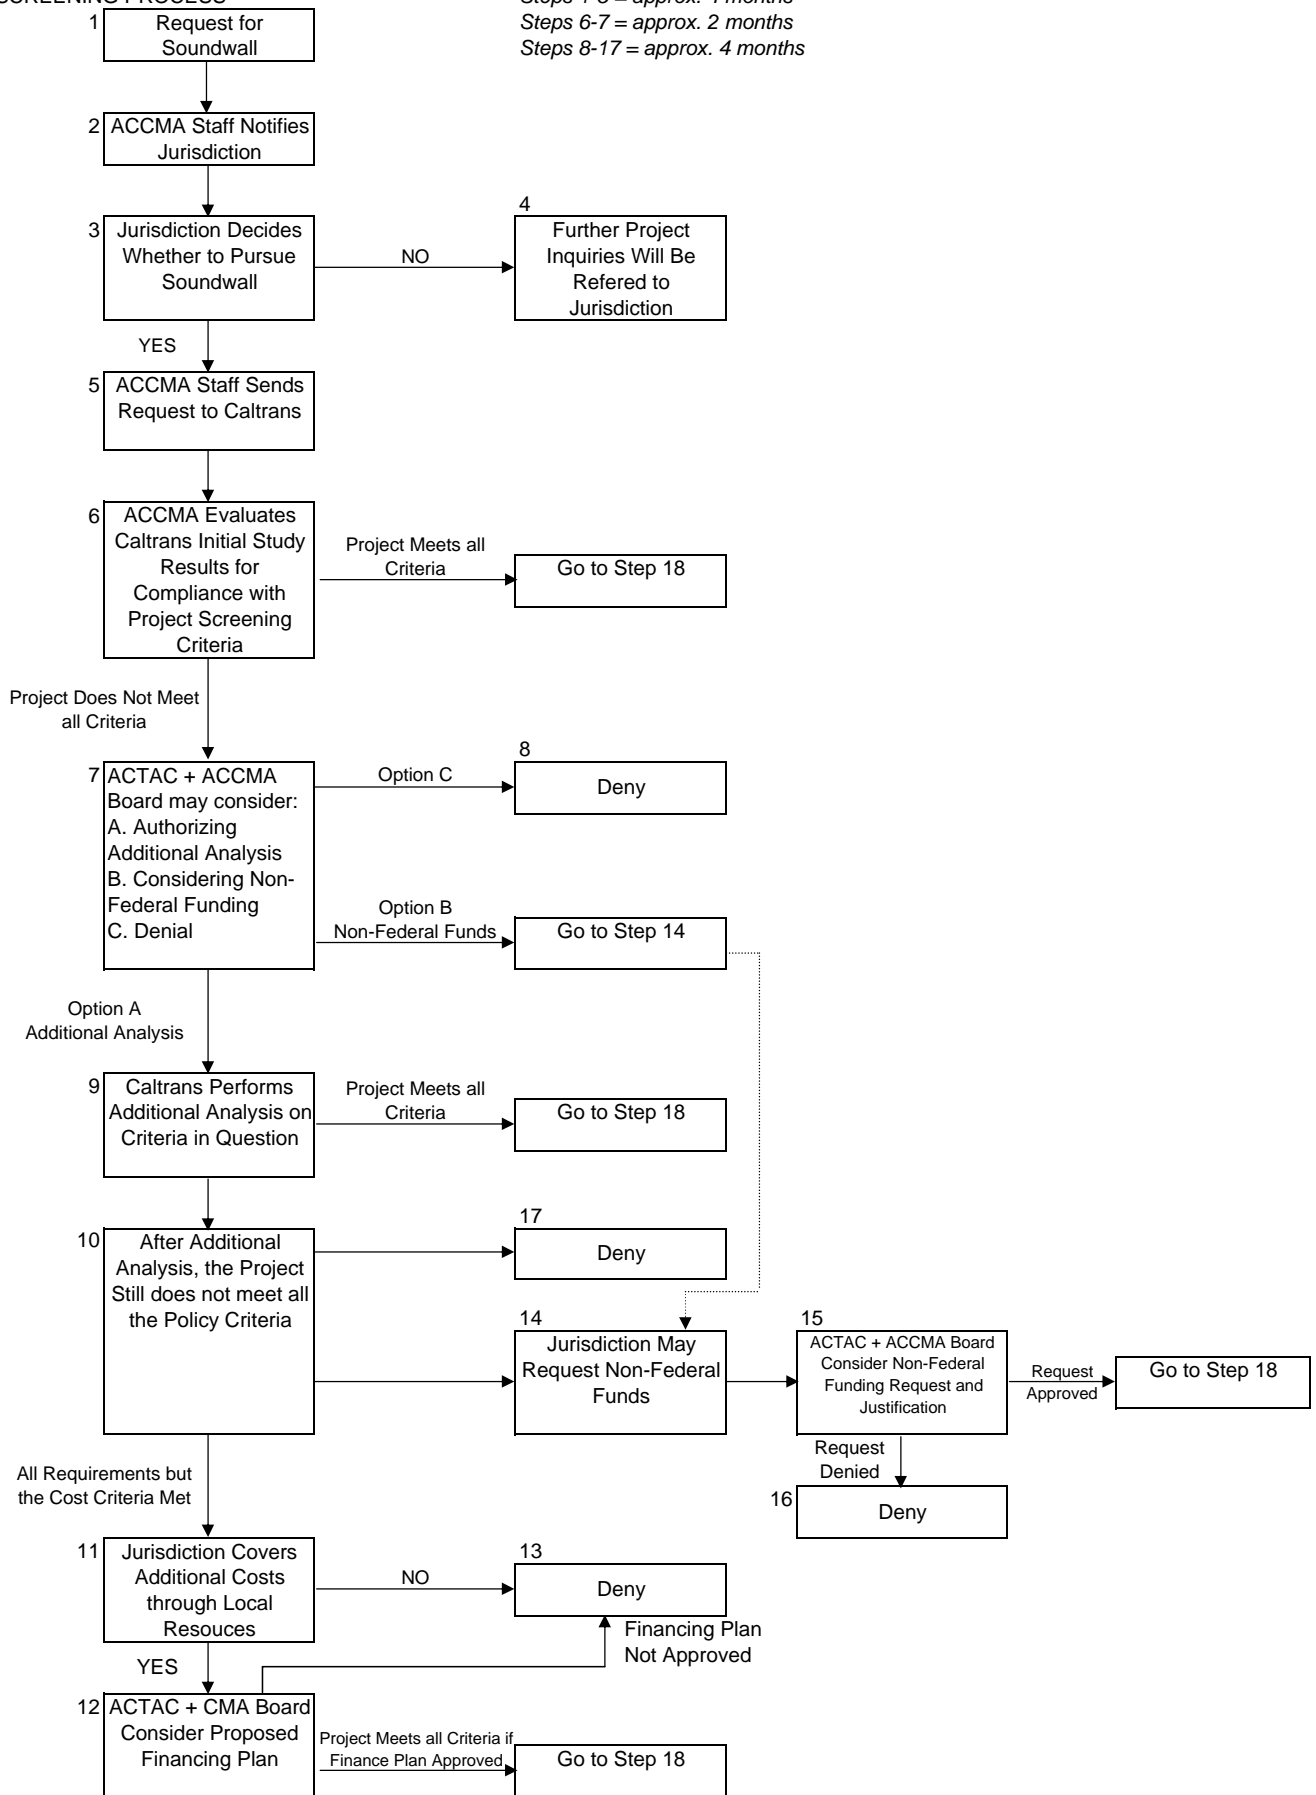 SCREENING PROCESS
Steps 6-7 = approx. 2 months
Steps 8-17 = approx. 4 months
1
Request for
Soundwall
2
ACCMA Staff Notifies
Jurisdiction
3
Jurisdiction Decides
Whether to Pursue
Soundwall
NO
4
Further Project
Inquiries Will Be
Refered to
Jurisdiction
YES
5
ACCMA Staff Sends
Request to Caltrans
6
ACCMA Evaluates
Caltrans Initial Study
Results for
Compliance with
Project Screening
Criteria
Project Meets all
Criteria
Go to Step 18
Project Does Not Meet
all Criteria
7
ACTAC + ACCMA
Board may consider:
A. Authorizing
Additional Analysis
B. Considering Non-
Federal Funding
C. Denial
Option C
8
Deny
Option B
Non-Federal Funds
Go to Step 14
Option A
Additional Analysis
9
Caltrans Performs
Additional Analysis on
Criteria in Question
Project Meets all
Criteria
Go to Step 18
10
After Additional
Analysis, the Project
Still does not meet all
the Policy Criteria
17
Deny
14
Jurisdiction May
Request Non-Federal
Funds
15
ACTAC + ACCMA Board
Consider Non-Federal
Funding Request and
Justification
Request
Approved
Go to Step 18
Request
Denied
16
Deny
All Requirements but
the Cost Criteria Met
11
Jurisdiction Covers
Additional Costs
through Local
Resouces
NO
13
Deny
Financing Plan
Not Approved
YES
12
ACTAC + CMA Board
Consider Proposed
Financing Plan
Project Meets all Criteria if
Finance Plan Approved
Go to Step 18